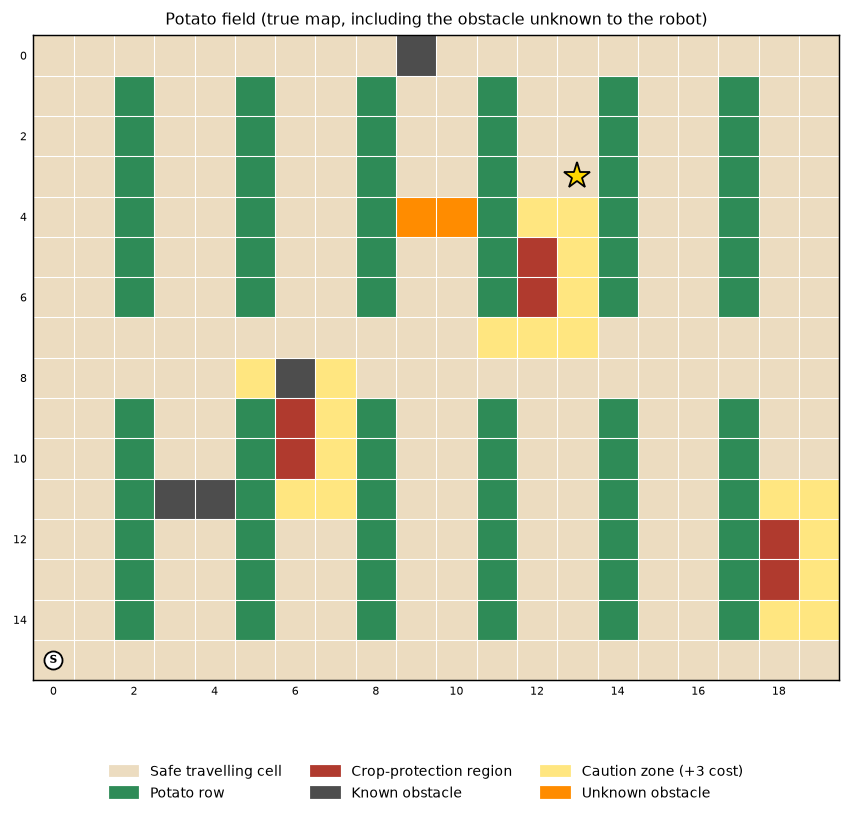 Potato field (true map, including the obstacle unknown to the robot)
0
2
4
6
8
10
12
14
S
0 2 4 6 8 10 12 14 16 18
Safe travelling cell Crop-protection region Caution zone (+3 cost)
Potato row Known obstacle Unknown obstacle